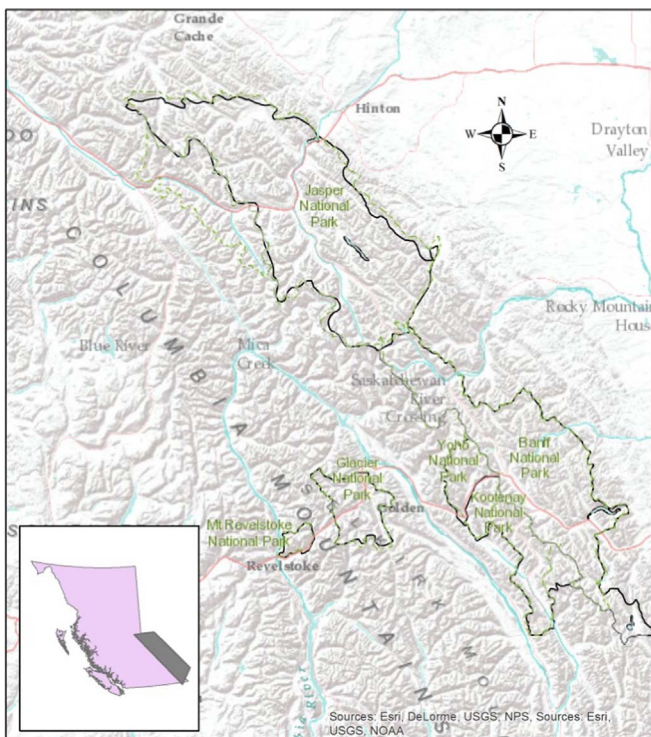 Grande
Cache
Hinton
N
W E
S
Drayton
Valley
Jasper
National
Park
INS
COLUMBIA
MOUNTAINS
Rocky Mountain
House
Blue River
Mica
Creek
Saskatchewan
River
Crossing
Yoho
National
Park
Banff
National
Park
Glacier
National
Park
Kootenay
National
Park
Golden
Mt Revelstoke
National Park
Revelstoke
Sources: Esri, DeLorme, USGS, NPS, Sources: Esri,
USGS, NOAA